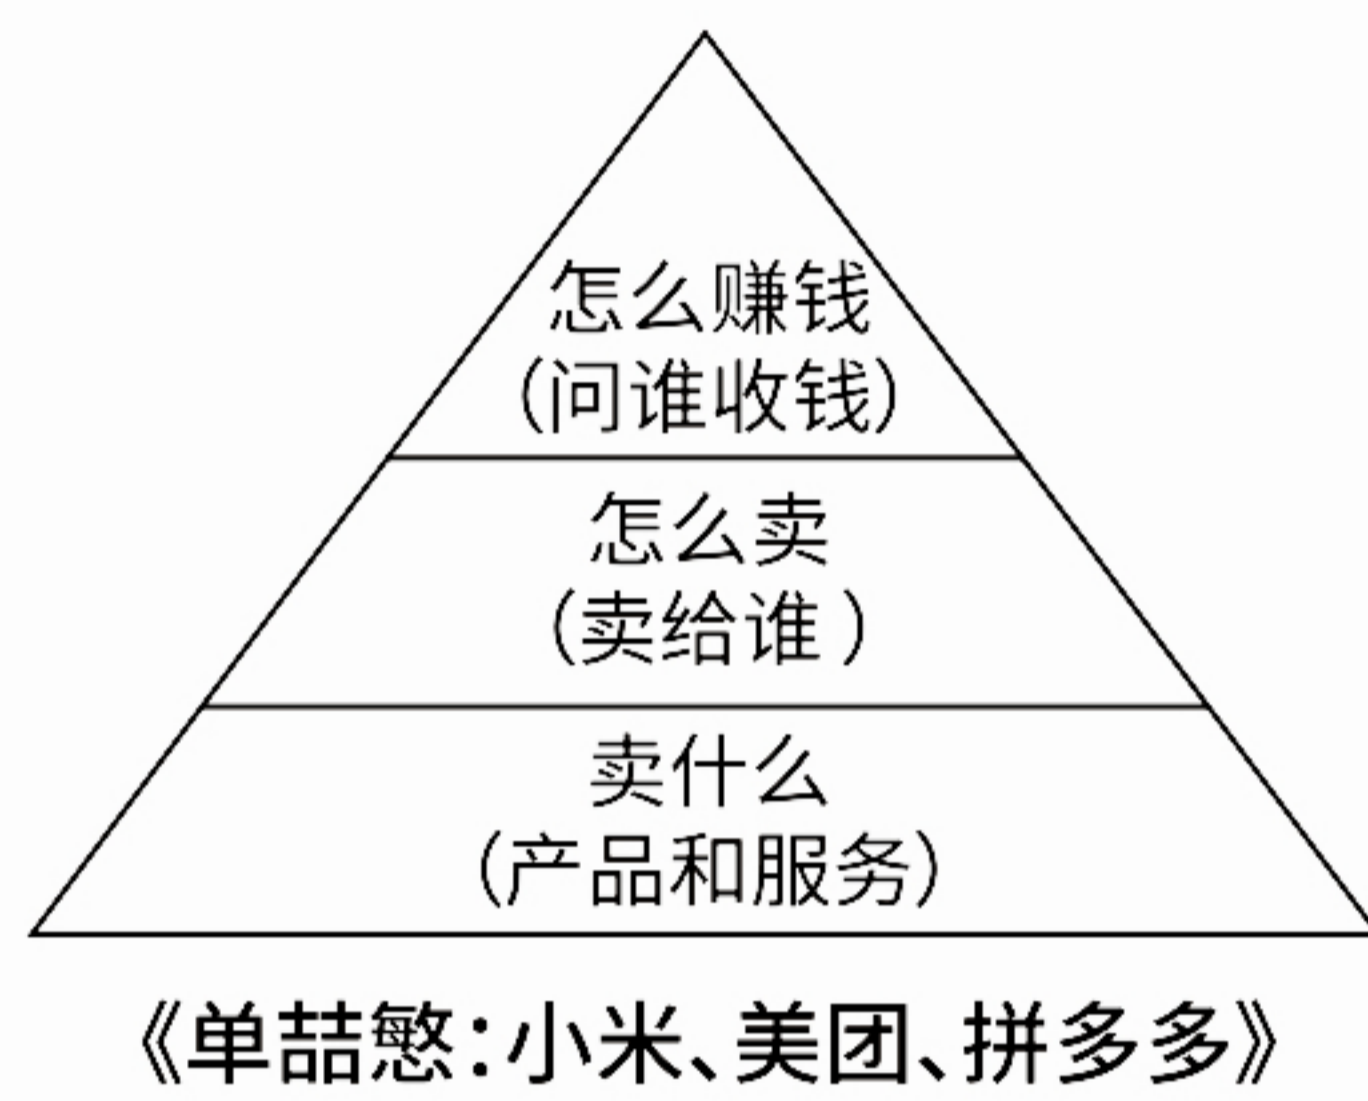 怎么赚钱
(问谁收钱)
怎么卖
(卖给谁)
卖什么
(产品和服务)
《单喆慜:小米、美团、拼多多》